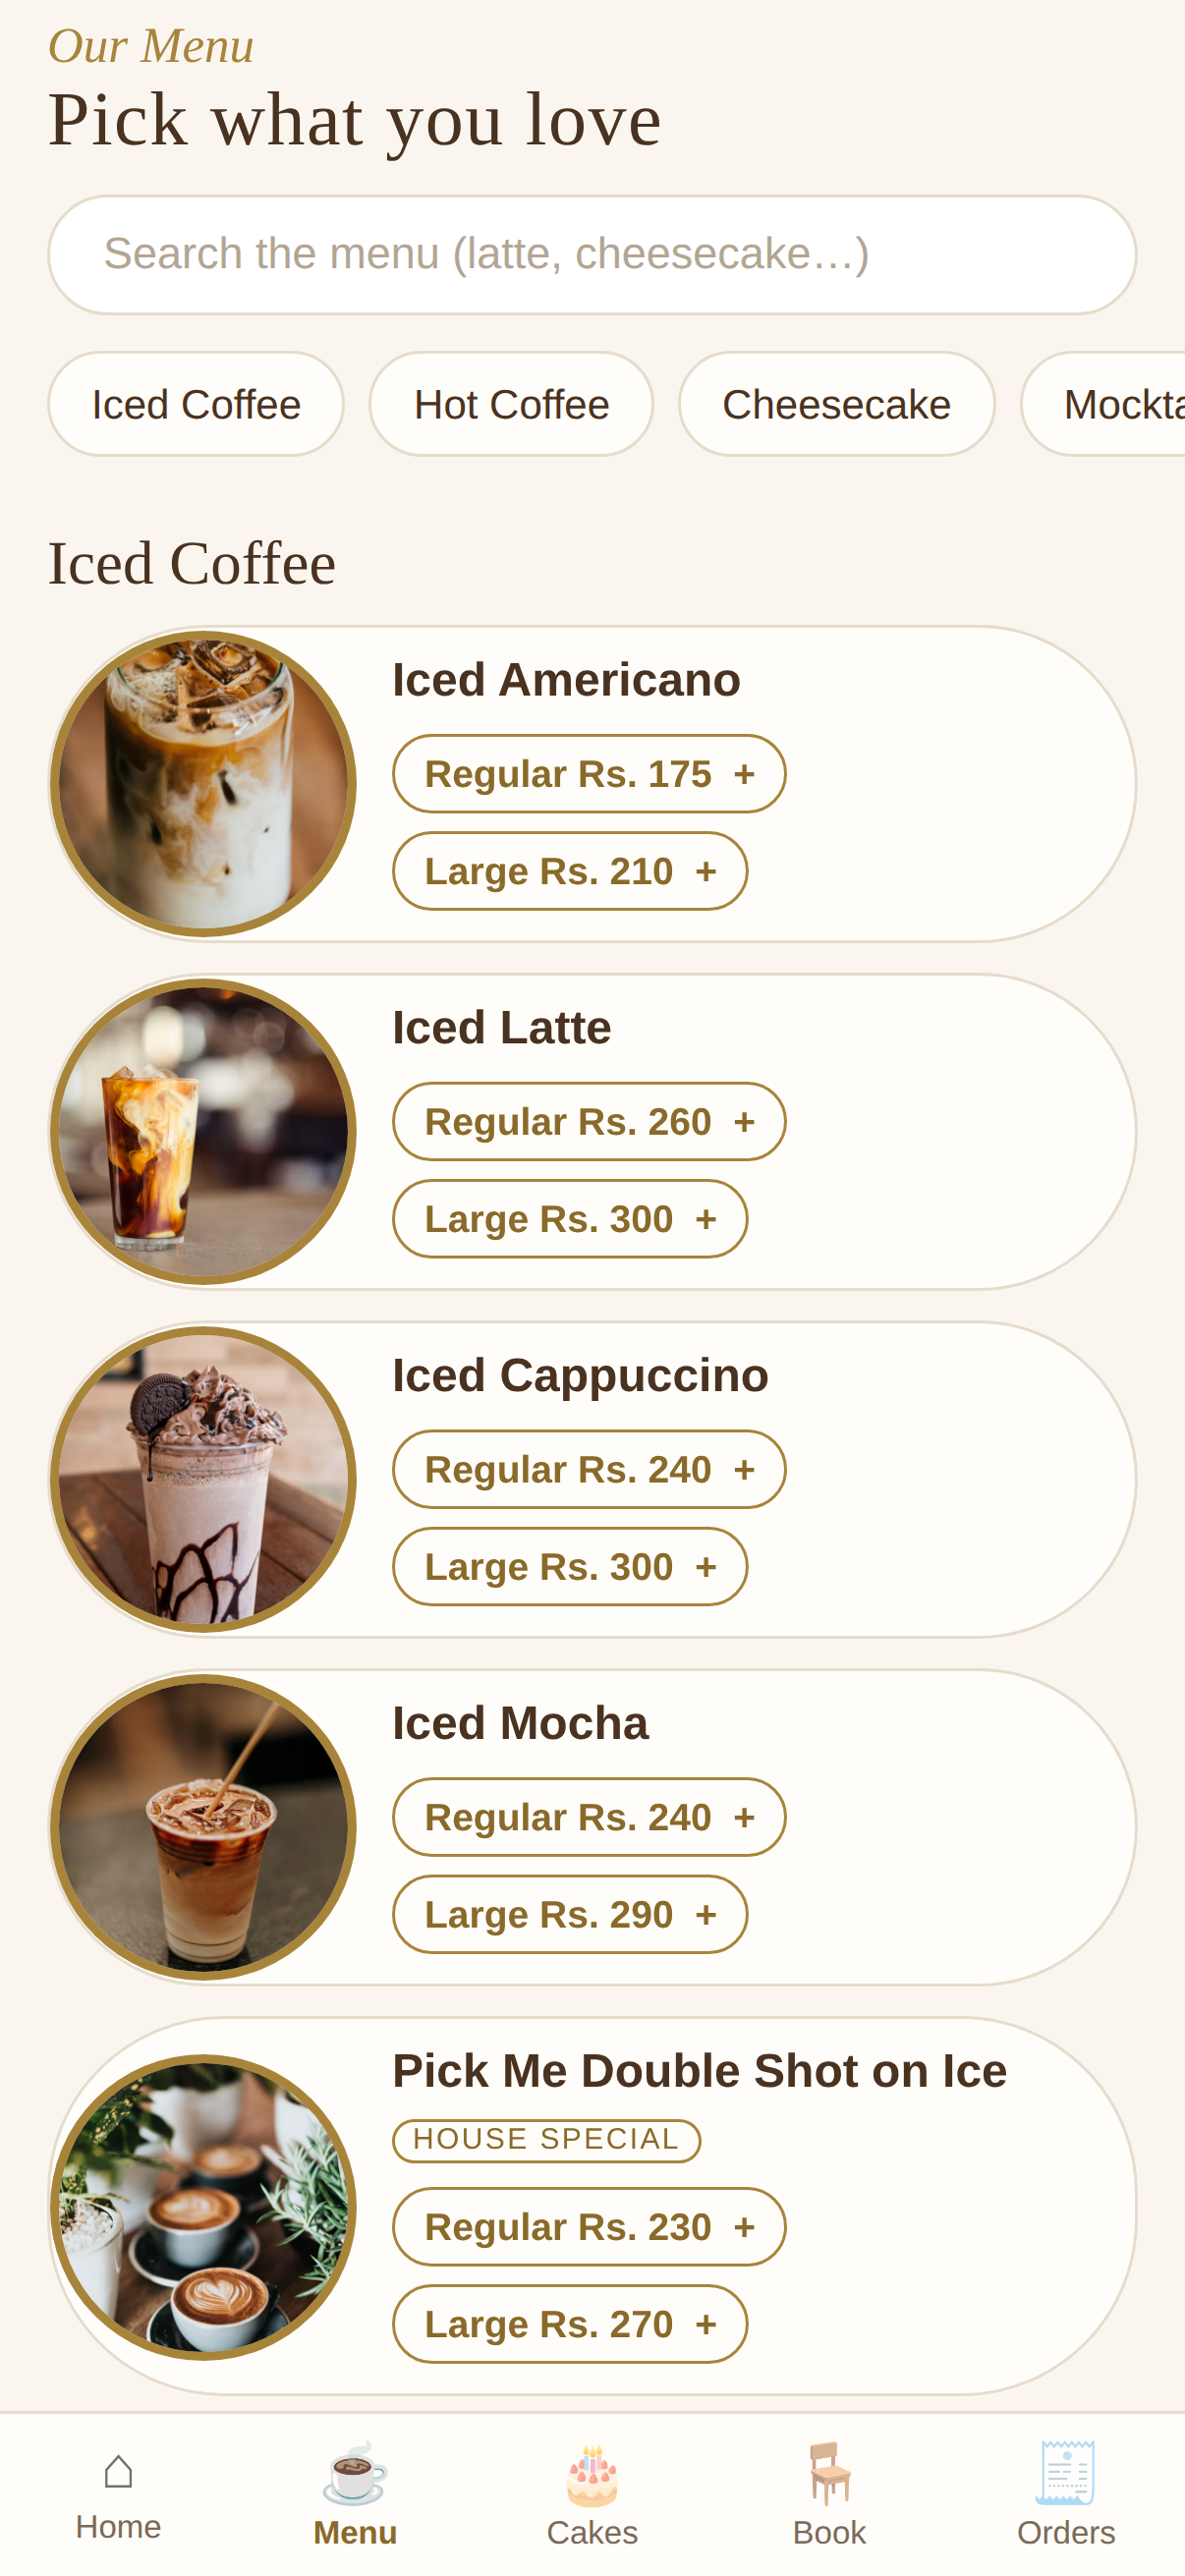 Our Menu
Pick what you love
Search the menu (latte, cheesecake…)
Iced Coffee
Hot Coffee
Cheesecake
Iced Coffee
Iced Americano
Regular Rs. 175 +
Large Rs. 210 +
Iced Latte
Regular Rs. 260 +
Large Rs. 300 +
Iced Cappuccino
Regular Rs. 240 +
Large Rs. 300 +
Iced Mocha
Regular Rs. 240 +
Large Rs. 290 +
Pick Me Double Shot on Ice
HOUSE SPECIAL
Regular Rs. 230 +
Large Rs. 270 +
Home
Menu
Cakes
Book
Orders